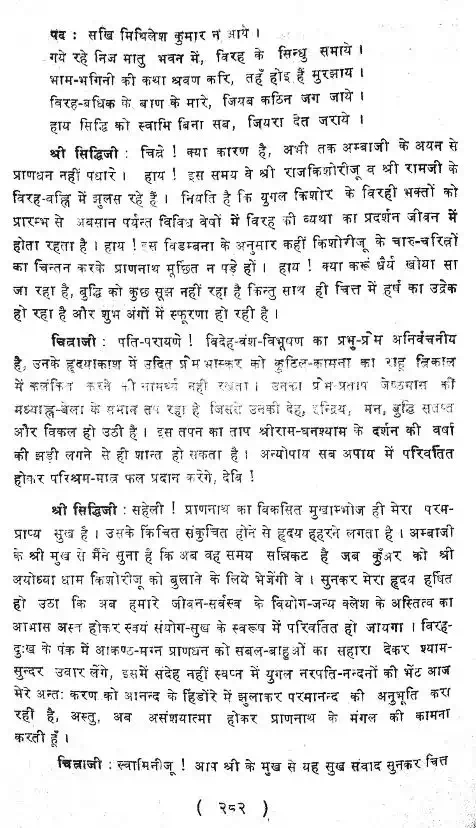 पद : सखि मिथिलेश कुमार न आये ।
गये रहे निज मातु भवन में, विरह के सिन्धु समाये ।
भाम-भगिनी की कथा श्रवण करि, तहँ होइ हैं मुरझाय ।
विरह-बधिक के बाण के मारे, जियब कठिन जग जाये ।
हाय सिद्धि को स्वामि बिना सब, जियरा देत जराये ।
श्री सिद्धिजी : चित्रे ! क्या कारण है, अभी तक अम्बाजी के अयन से
प्राणधन नहीं पधारे । हाय ! इस समय वे श्री राजकिशोरीजू व श्री रामजी के
विरह-वह्नि में झुलस रहे हैं । नियति है कि युगल किशोर के विरही भक्तों को
प्रारम्भ से अवसान पर्यन्त विविध वेषों में विरह की व्यथा का प्रदर्शन जीवन में
होता रहता है । हाय ! इस विडम्बना के अनुसार कहीं किशोरीजू के चारु-चरित्रों
का चिन्तन करके प्राणनाथ मूर्छित न पड़े हों । हाय ! क्या करूं धैर्य खोया सा
जा रहा है, बुद्धि को कुछ सूझ नहीं रहा है किन्तु साथ ही चित्त में हर्ष का उद्रेक
हो रहा है और शुभ अंगों में स्फूरणा हो रही है ।
चित्राजी : पति-परायणे ! विदेह-वंश-विभूषण का प्रभु-प्रेम अनिर्वचनीय
है, उनके हृदयाकाश में उदित प्रेम भास्कर को कुटिल-कामना का राहु त्रिकाल
में कलंकित करने की सामर्थ्य नहीं रखता । उनका प्रेम-प्रताप जेष्ठमास की
मध्याह्न-बेला के समान तप रहा है जिससे उनकी देह, इन्द्रिय, मन, बुद्धि सतप्त
और विकल हो उठी है । इस तपन का ताप श्रीराम-घनश्याम के दर्शन की वर्षा
की झड़ी लगने से ही शान्त हो सकता है । अन्योपाय सब अपाय में परिवर्तित
होकर परिश्रम-मात्र फल प्रदान करेंगे, देवि !
श्री सिद्धिजी : सहेली ! प्राणनाथ का विकसित मुखाम्भोज ही मेरा परम-
प्राप्य सुख है । उसके किंचित संकुचित होने से हृदय हहरने लगता है । अम्बाजी
के श्री मुख से मैंने सुना है कि अब वह समय सन्निकट है जब कुँअर को श्री
अयोध्या धाम किशोरीजू को बुलाने के लिये भेजेंगी वे । सुनकर मेरा हृदय हर्षित
हो उठा कि अब हमारे जीवन-सर्वस्व के वियोग-जन्य क्लेश के अस्तित्व का
आभास अस्त होकर स्वयं संयोग-सुख के स्वरूप में परिवर्तित हो जायगा । विरह-
दुःख के पंक में आकण्ठ-मग्न प्राणधन को सबल-बाहुओं का सहारा देकर श्याम-
सुन्दर उवार लेंगे, इसमें संदेह नहीं स्वप्न में युगल नरपति-नन्दनों की भेंट आज
मेरे अन्तः करण को आनन्द के हिंडोरे में झुलाकर परमानन्द की अनुभूति करा
रही है, अस्तु, अब असंशयात्मा होकर प्राणनाथ के मंगल की कामना
करती हूँ ।
चित्राजी : स्वामिनीजू ! आप श्री के मुख से यह सुख संवाद सुनकर चित्त
( २८२ )